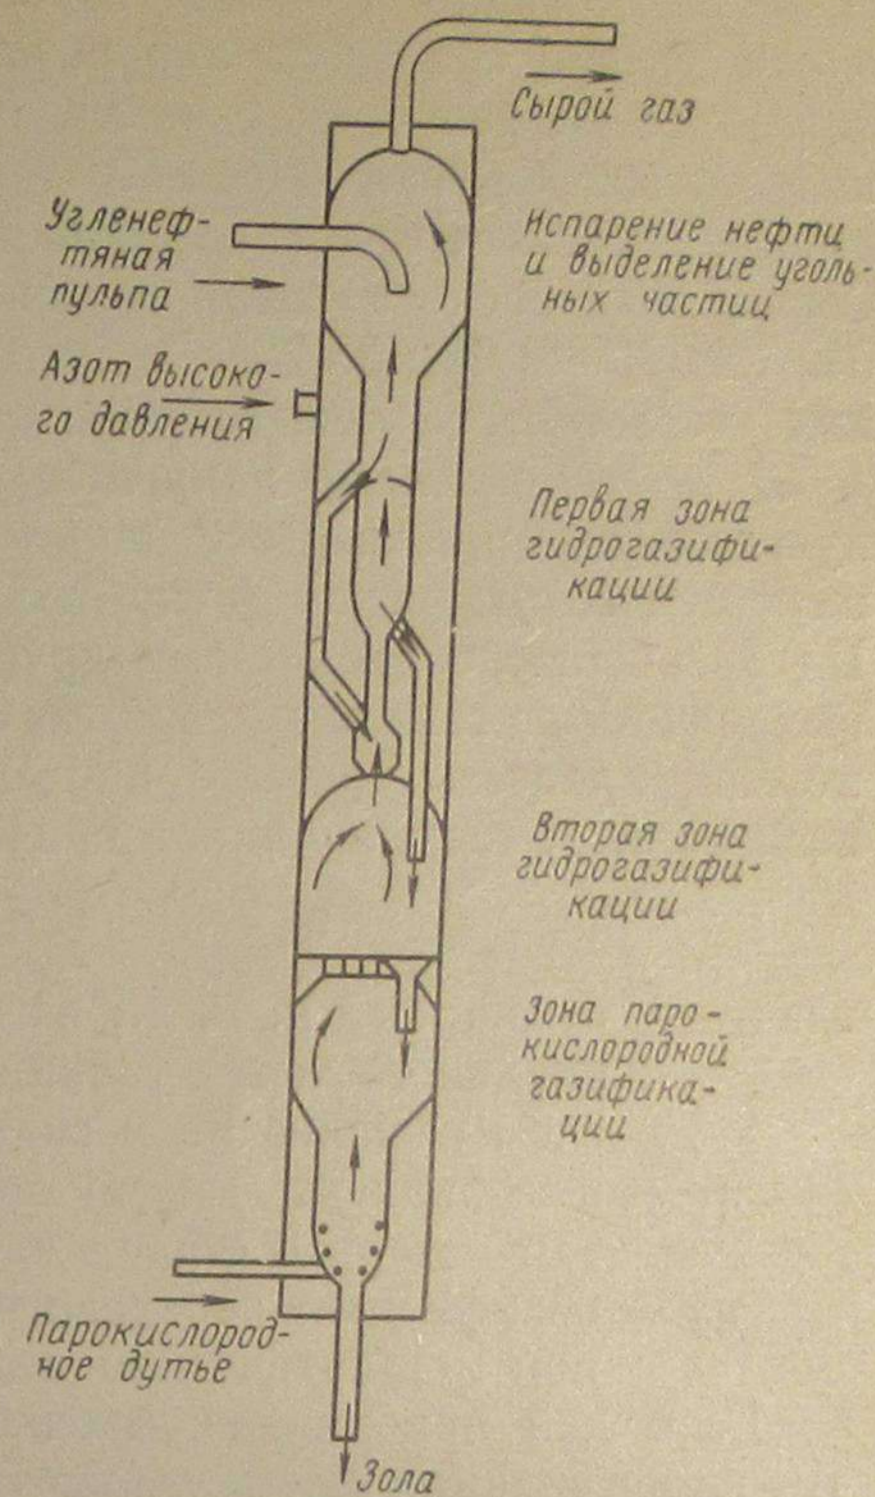 Сырой газ
Угленеф-
тяная
пульпа
Испарение нефти
и выделение уголь-
ных частиц
Азот высоко-
го давления
Первая зона
гидрогазифи-
кации
Вторая зона
гидрогазифи-
кации
Зона паро-
кислородной
газифика-
ции
Парокислород-
ное дутье
Зола